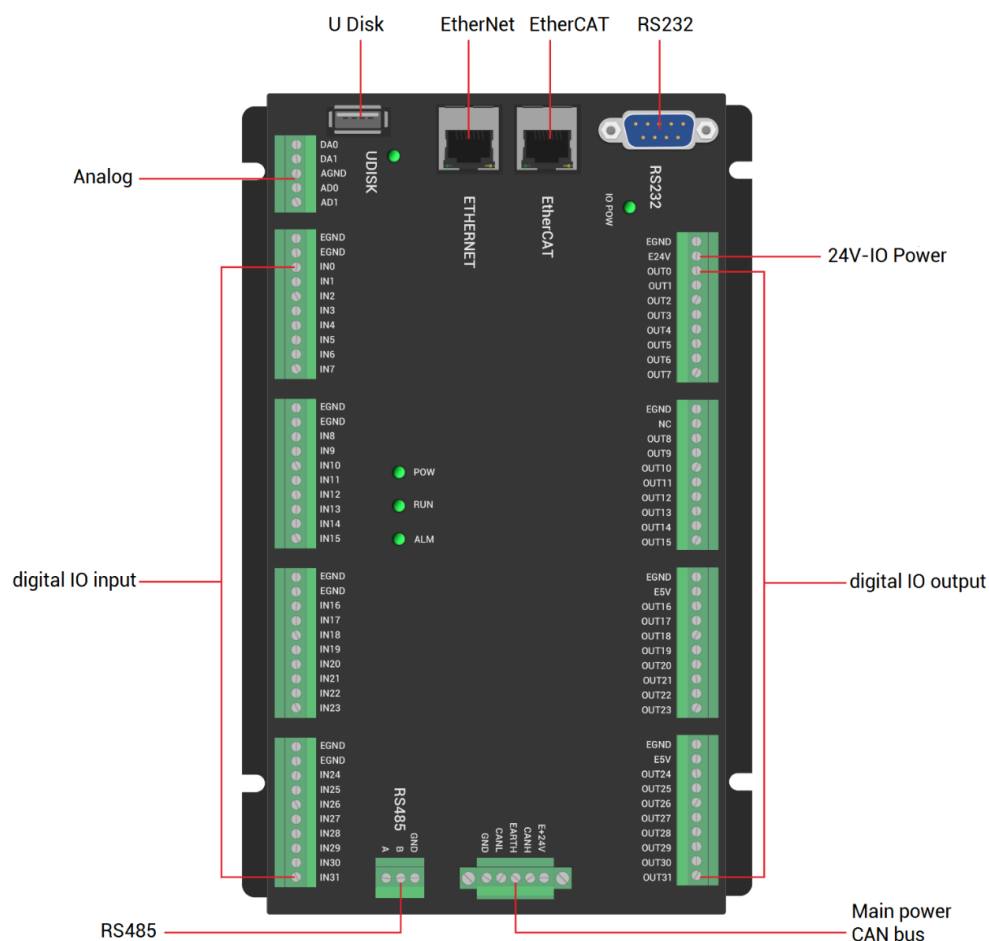 U Disk
EtherNet
EtherCAT
RS232
Analog
DA0
DA1
AGND
AD0
AD1
UDISK
ETHERNET
EtherCAT
RS232
IO POW
digital IO input
EGND
EGND
IN0
IN1
IN2
IN3
IN4
IN5
IN6
IN7
EGND
EGND
IN8
IN9
IN10
IN11
IN12
IN13
IN14
IN15
EGND
EGND
IN16
IN17
IN18
IN19
IN20
IN21
IN22
IN23
EGND
EGND
IN24
IN25
IN26
IN27
IN28
IN29
IN30
IN31
POW
RUN
ALM
24V-IO Power
EGND
E24V
OUT0
OUT1
OUT2
OUT3
OUT4
OUT5
OUT6
OUT7
EGND
NC
OUT8
OUT9
OUT10
OUT11
OUT12
OUT13
OUT14
OUT15
digital IO output
EGND
E5V
OUT16
OUT17
OUT18
OUT19
OUT20
OUT21
OUT22
OUT23
EGND
E5V
OUT24
OUT25
OUT26
OUT27
OUT28
OUT29
OUT30
OUT31
RS485
A
B
GND
GND
CANL
EARTH
CANH
E+24V
RS485
Main power
CAN bus